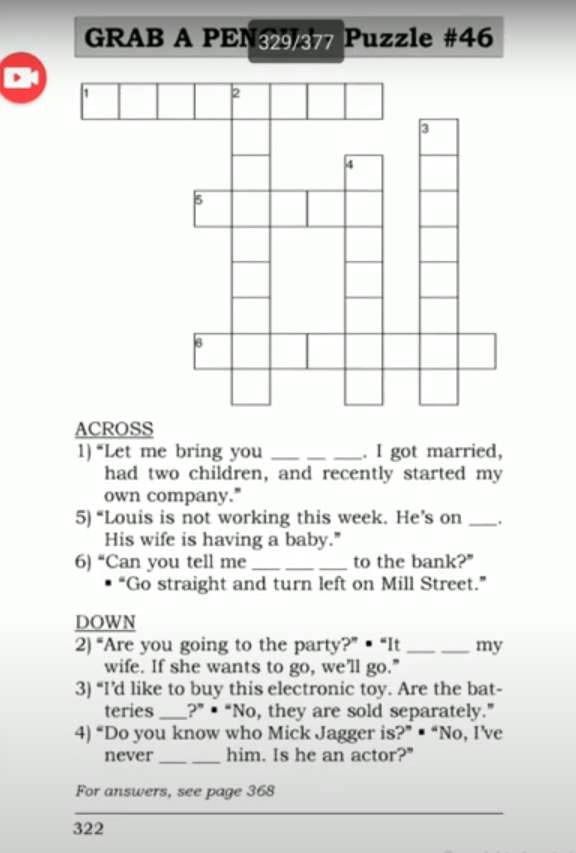 GRAB A PEN Puzzle #46
329/377
1 2
3
4
5
6
ACROSS
1) “Let me bring you ___ __ ___. I got married,
had two children, and recently started my
own company.”
5) “Louis is not working this week. He’s on ___.
His wife is having a baby.”
6) “Can you tell me ___ ___ ___ to the bank?”
▪ “Go straight and turn left on Mill Street.”
DOWN
2) “Are you going to the party?” ▪ “It ___ ___ my
wife. If she wants to go, we’ll go.”
3) “I’d like to buy this electronic toy. Are the bat-
teries ___?” ▪ “No, they are sold separately.”
4) “Do you know who Mick Jagger is?” ▪ “No, I’ve
never ___ ___ him. Is he an actor?”
For answers, see page 368
322